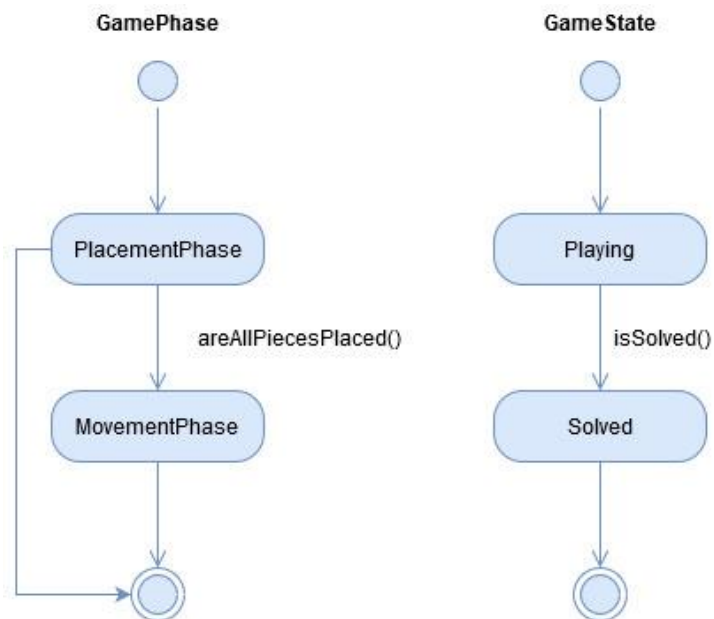 GamePhase
GameState
PlacementPhase
Playing
areAllPiecesPlaced()
isSolved()
MovementPhase
Solved